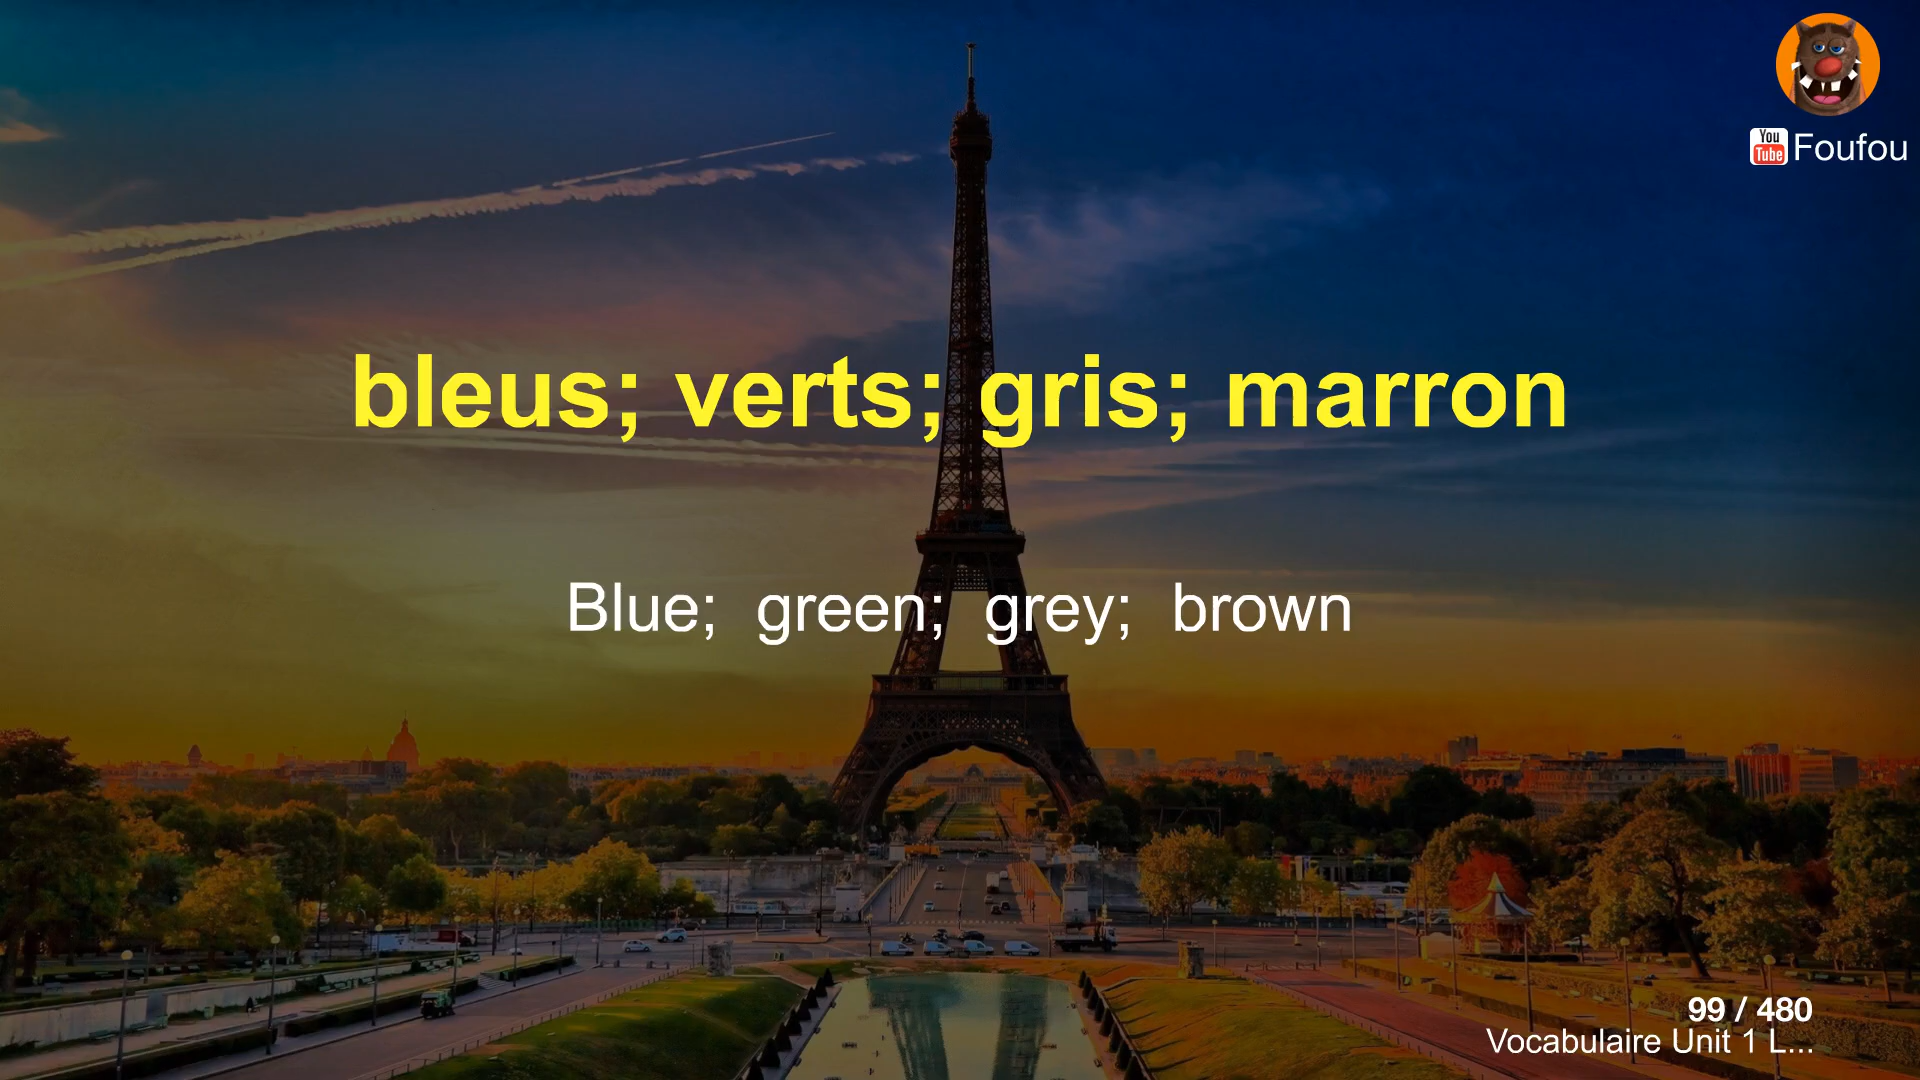 You
Tube Foufou
bleus; verts; gris; marron
Blue; green; grey; brown
99 / 480
Vocabulaire Unit 1 L...